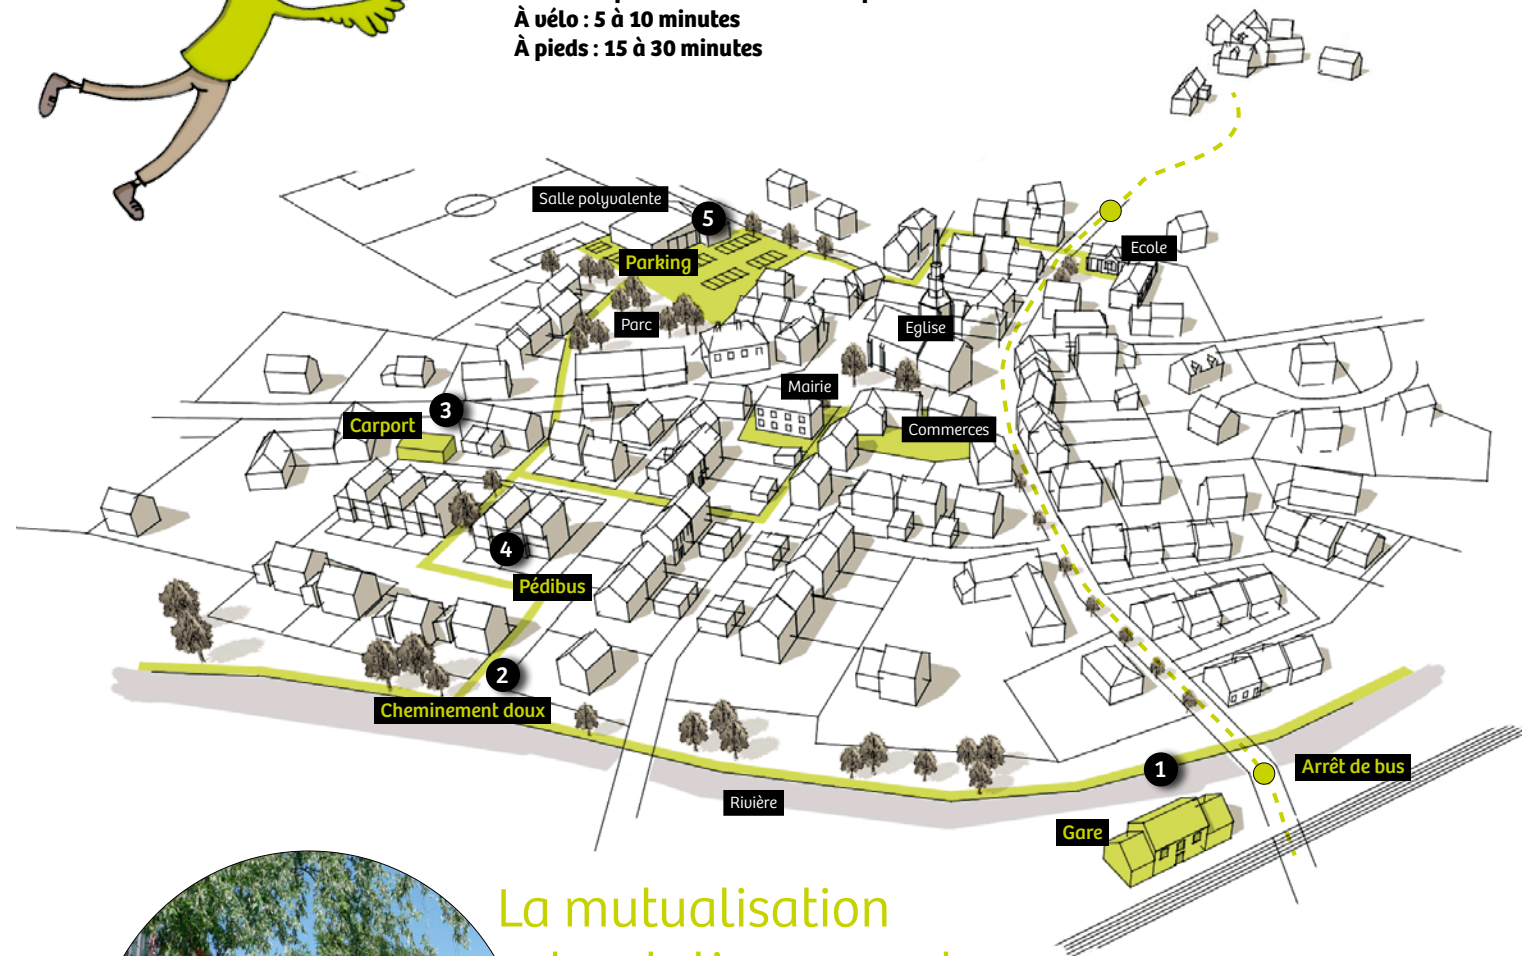 À vélo : 5 à 10 minutes
À pieds : 15 à 30 minutes
Salle polyvalente
5
Parking
Ecole
Parc
Eglise
Mairie
3
Carport
Commerces
4
Pédibus
2
Cheminement doux
1
Arrêt de bus
Rivière
Gare
La mutualisation